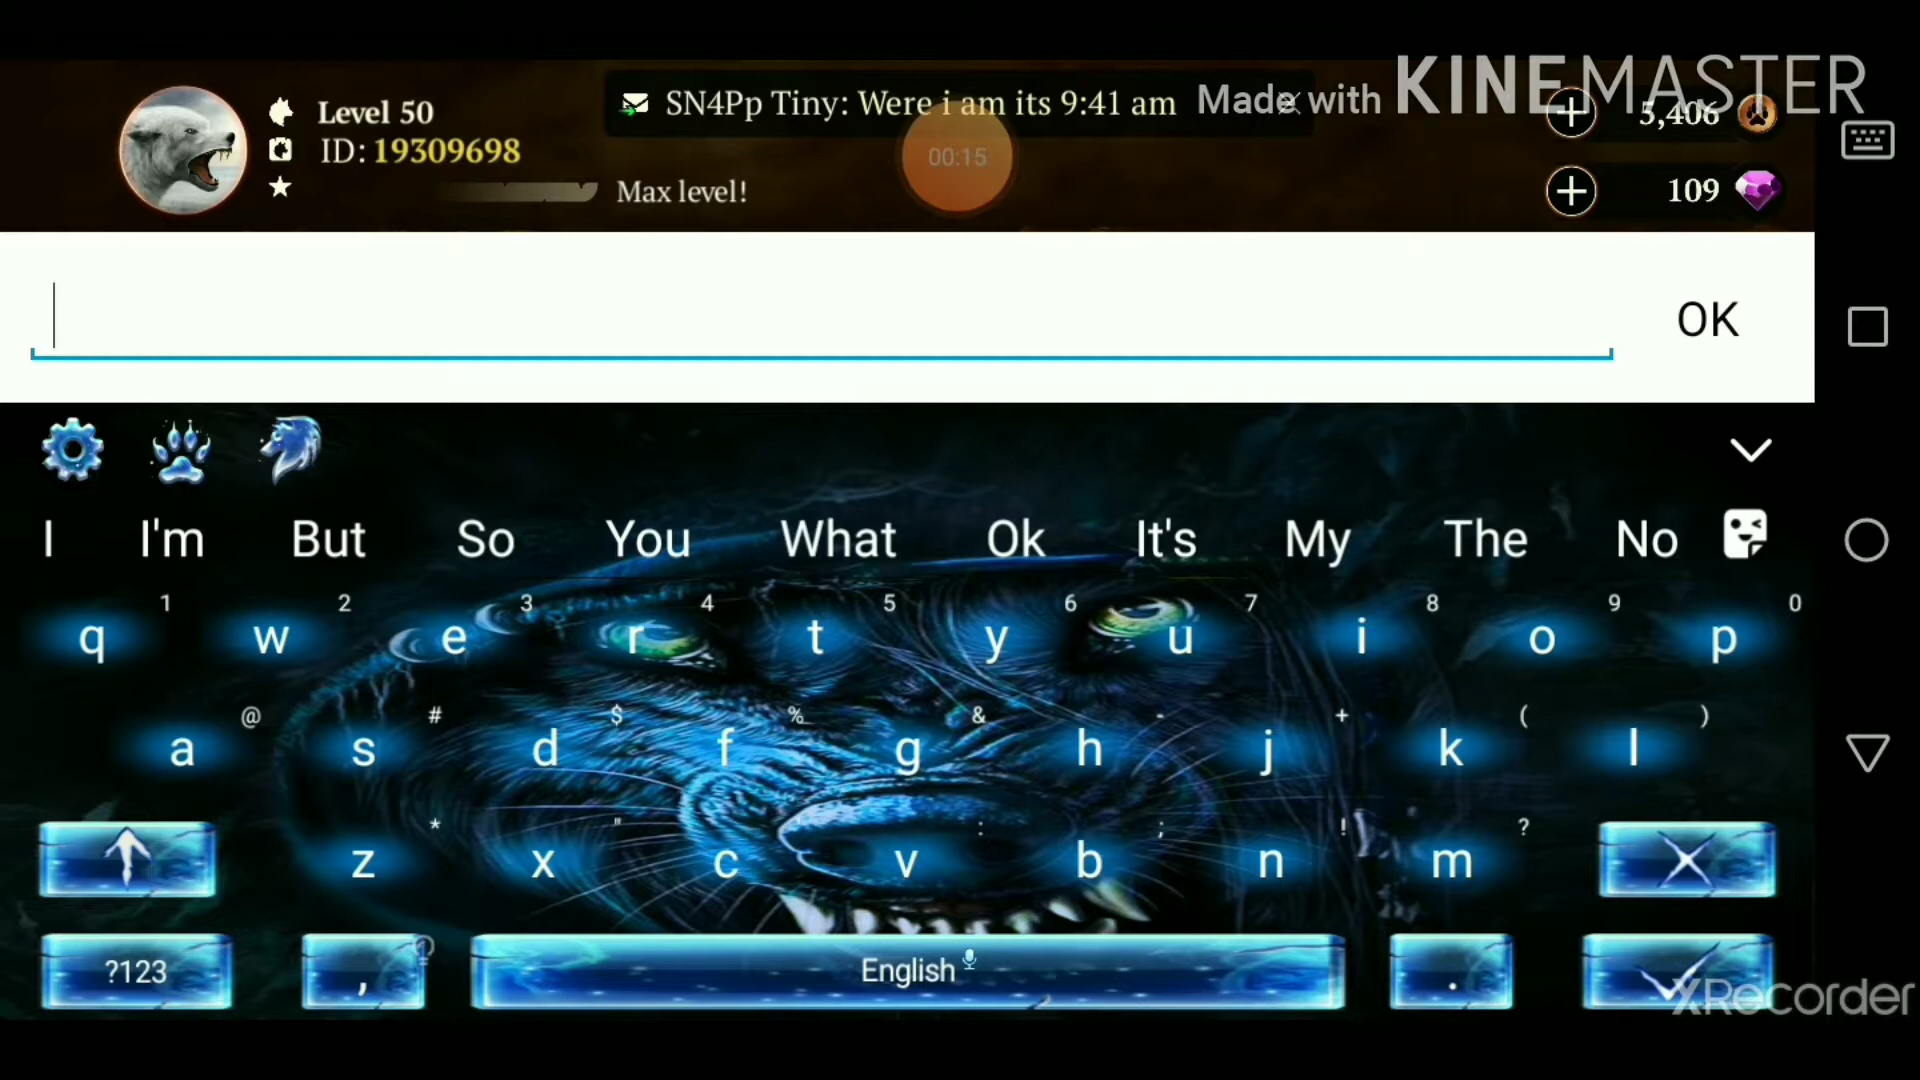 Level 50
ID: 19309698
Max level!
SN4Pp Tiny: Were i am its 9:41 am
Made with KINEMASTER
00:15
5,406
109
OK
I I'm But So You What Ok It's My The No
1 2 3 4 5 6 7 8 9 0
q w e r t y u i o p
@ # $ % & - + ( )
a s d f g h j k l
* " : ; ! ?
z x c v b n m
?123 , English .
XRecorder